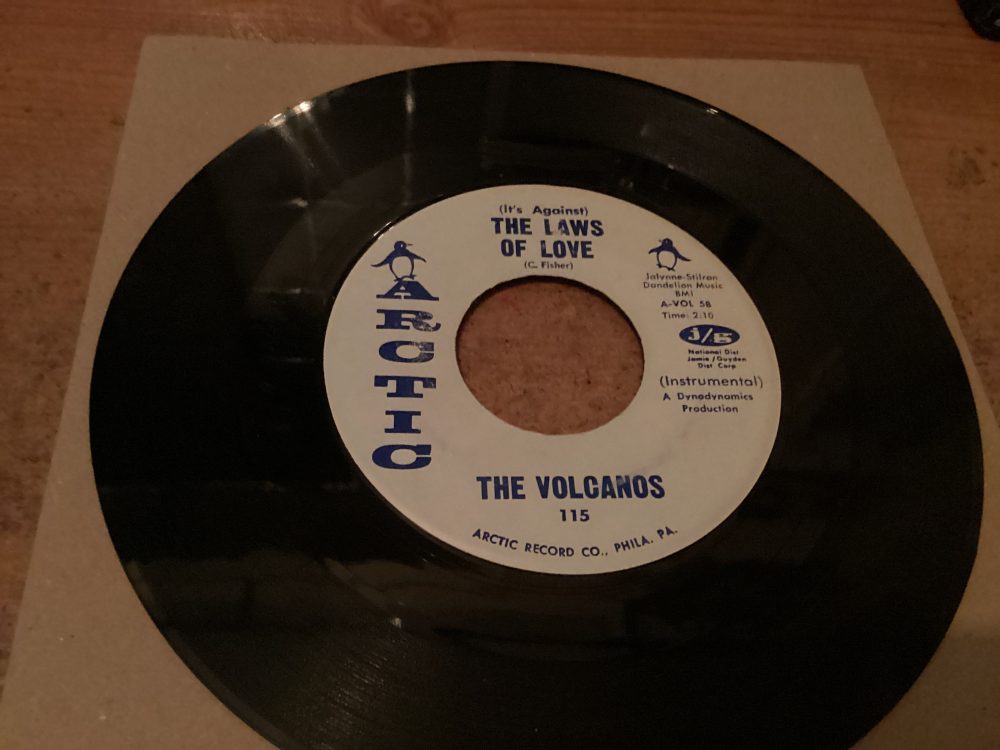 (It's Against)
THE LAWS
OF LOVE
(C. Fisher)
ARCTIC
Jalynne-Stilran
Dandelion Music
BMI
A-VOL 58
Time: 2:10
j/g
National Dist
Jamie/Guyden
Dist Corp
(Instrumental)
A Dynodynamics
Production
THE VOLCANOS
115
ARCTIC RECORD CO., PHILA. PA.